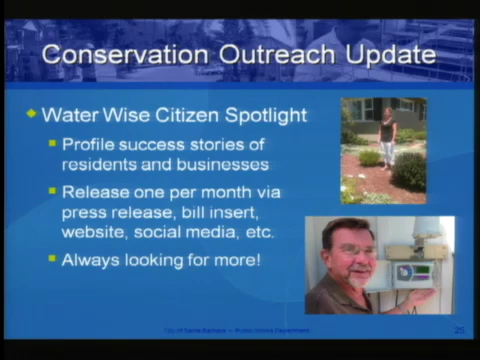 Conservation Outreach Update
Water Wise Citizen Spotlight
Profile success stories of
residents and businesses
Release one per month via
press release, bill insert,
website, social media, etc.
Always looking for more!
City of Santa Barbara • Public Works Department
25